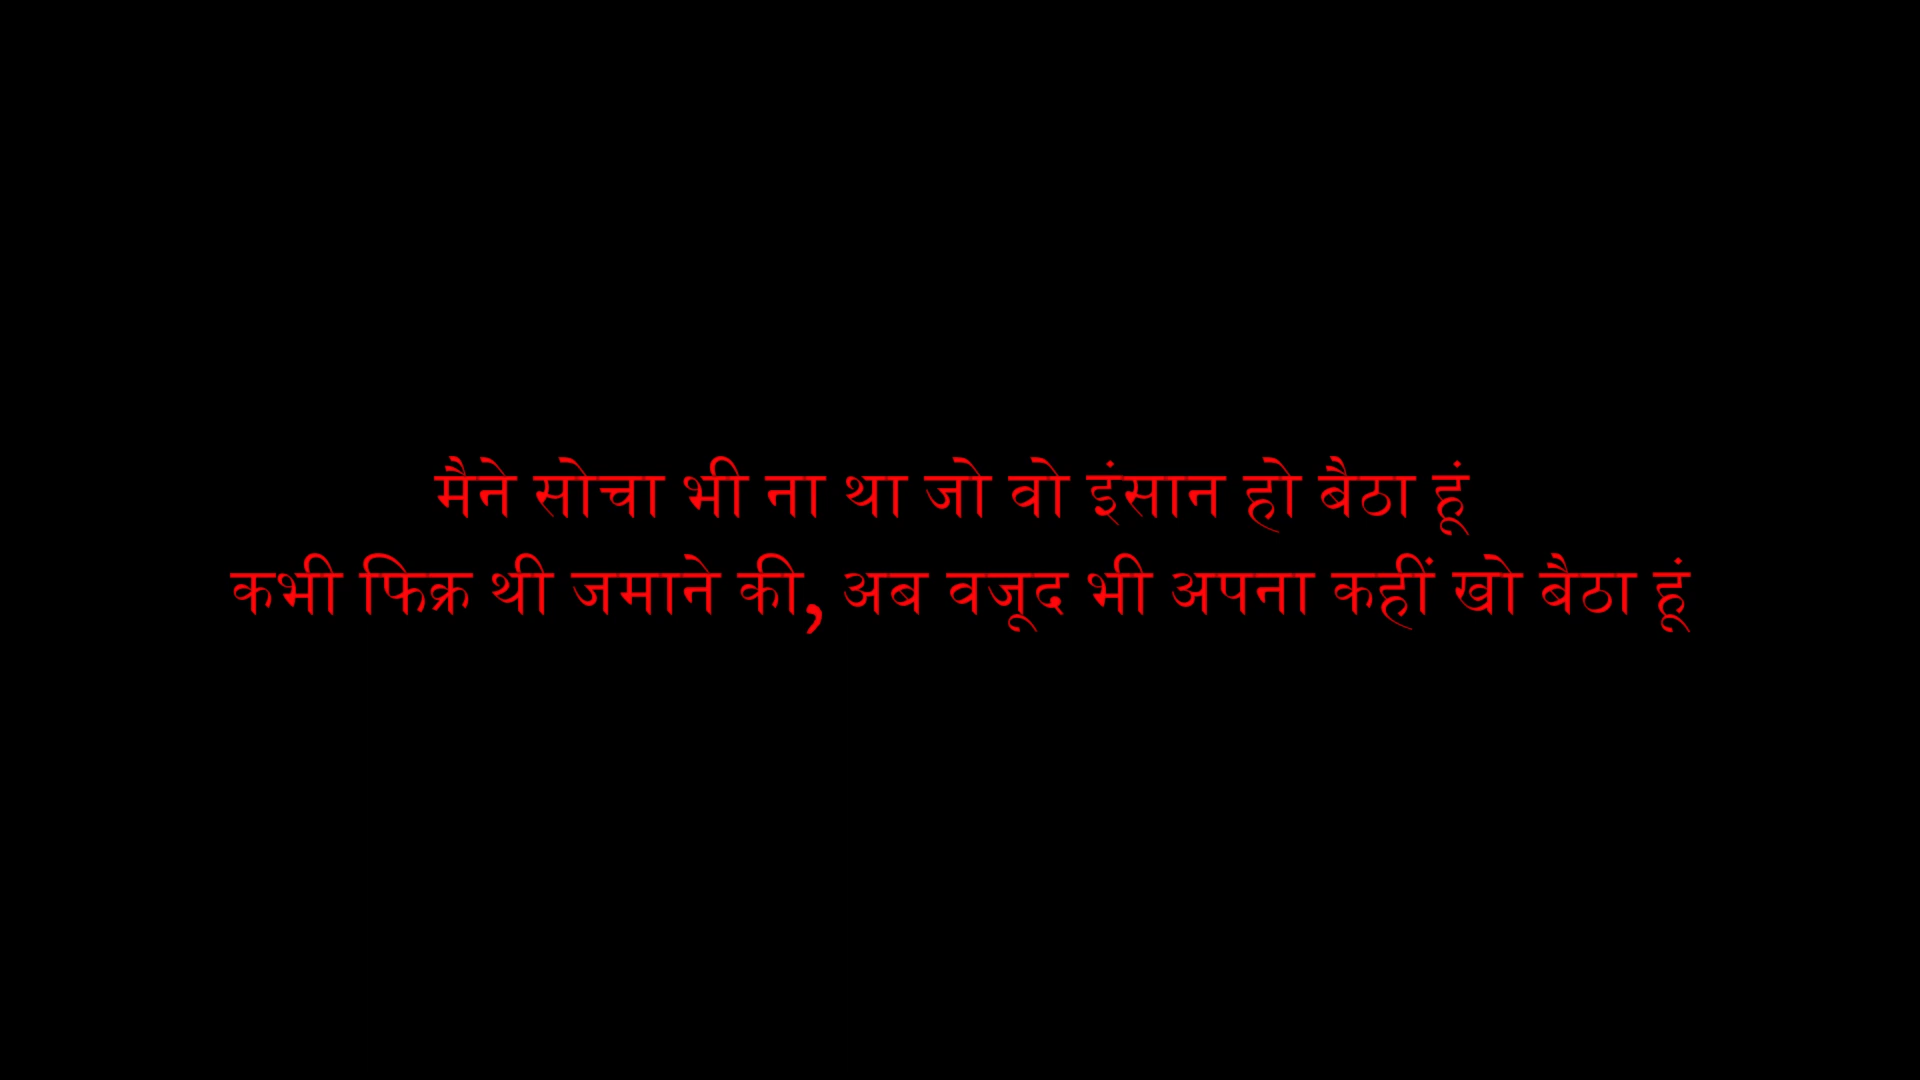 मैने सोचा भी ना था जो वो इंसान हो बैठा हूं
कभी फिक्र थी जमाने की, अब वजूद भी अपना कहीं खो बैठा हूं